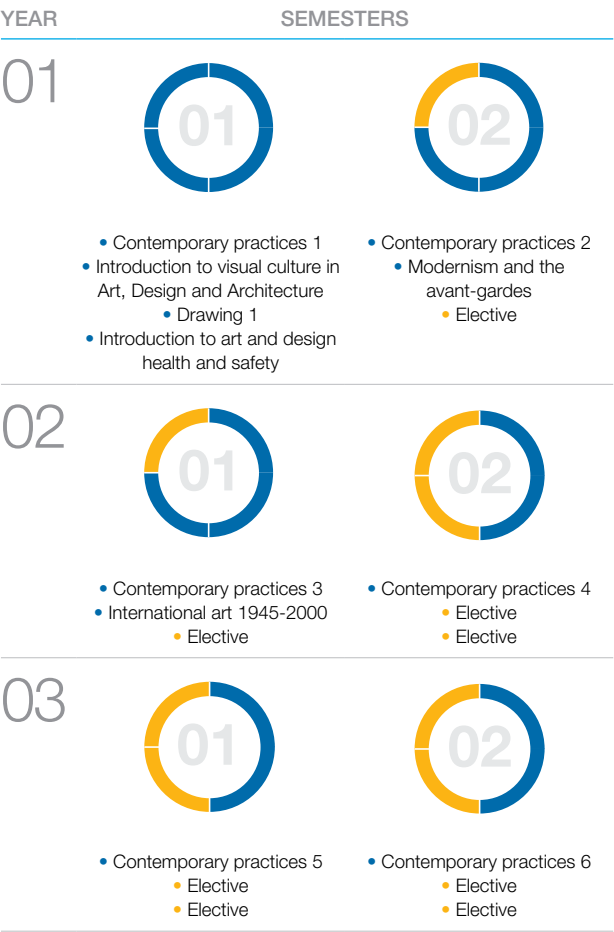 YEAR SEMESTERS
01
01
02
• Contemporary practices 1
• Introduction to visual culture in
Art, Design and Architecture
• Drawing 1
• Introduction to art and design
health and safety
• Contemporary practices 2
• Modernism and the
avant-gardes
• Elective
02
01
02
• Contemporary practices 3
• International art 1945-2000
• Elective
• Contemporary practices 4
• Elective
• Elective
03
01
02
• Contemporary practices 5
• Elective
• Elective
• Contemporary practices 6
• Elective
• Elective